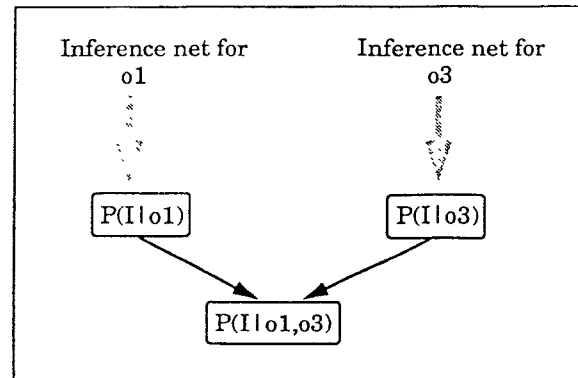 Inference net for
o1
Inference net for
o3
P(I|o1)
P(I|o3)
P(I|o1,o3)